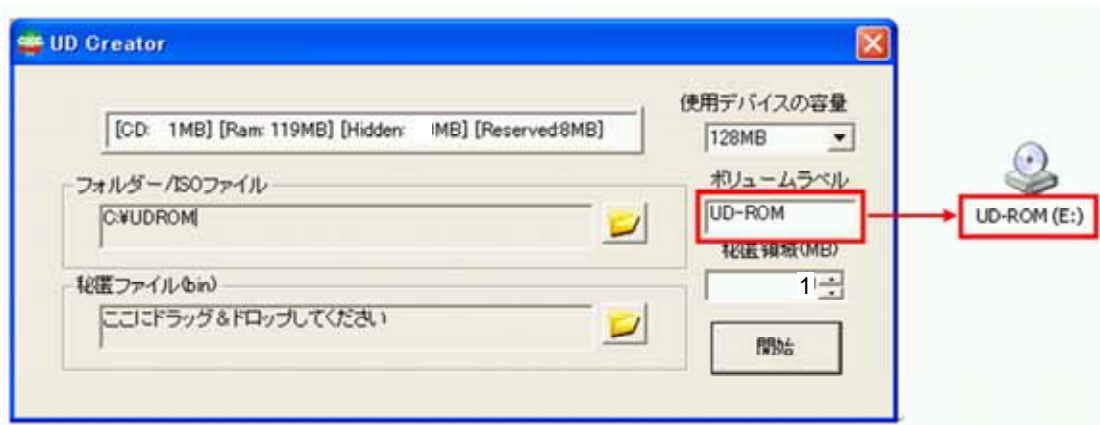 UD Creator
使用デバイスの容量
[CD: 1MB] [Ram: 119MB] [Hidden: MB] [Reserved8MB]
128MB
フォルダー/ISOファイル
ボリュームラベル
C:¥UDROM
UD-ROM
UD-ROM (E:)
秘匿領域(MB)
秘匿ファイル(bin)
1
ここにドラッグ&ドロップしてください
開始